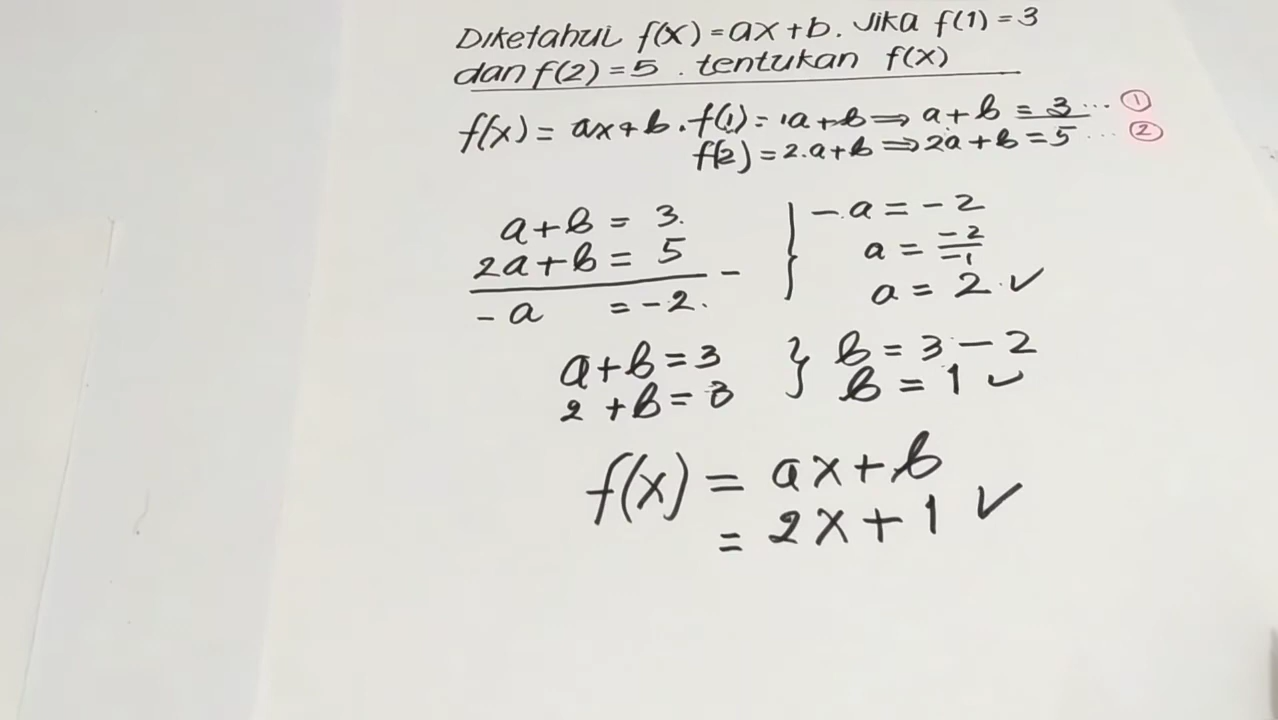 Diketahui f(x) = ax + b. Jika f(1) = 3
dan f(2) = 5 . tentukan f(x)
f(x) = ax + b . f(1) = 1a + b ⇒ a + b = 3 ... ①
f(2) = 2.a + b ⇒ 2a + b = 5 ... ②
a + b = 3.
2a + b = 5
-
- a = -2.
} - a = -2
a = -2/-1
a = 2 . ✓
a + b = 3
2 + b = 3
} b = 3 - 2
b = 1 ✓
f(x) = ax + b
= 2x + 1 ✓